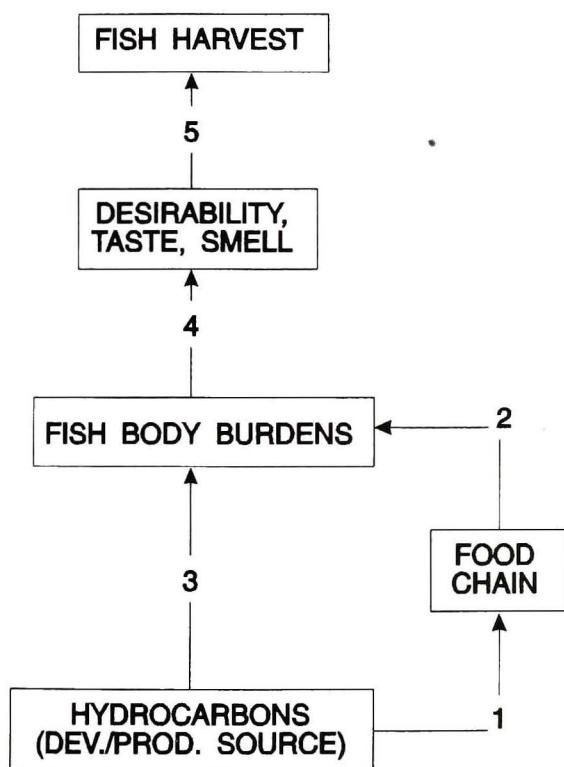 FISH HARVEST
5
DESIRABILITY,
TASTE, SMELL
4
FISH BODY BURDENS
2
3
FOOD
CHAIN
HYDROCARBONS
(DEV./PROD. SOURCE)
1